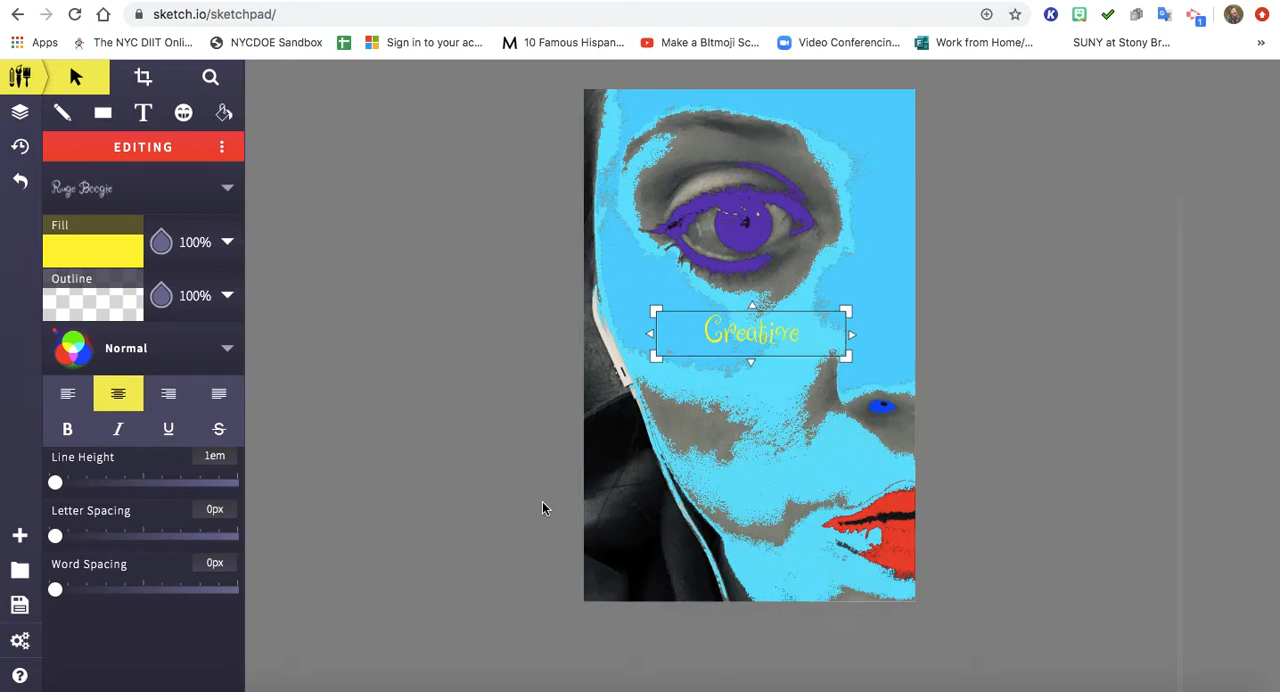 sketch.io/sketchpad/
Apps
The NYC DIIT Onli...
NYCDOE Sandbox
Sign in to your ac...
10 Famous Hispan...
Make a BItmoji Sc...
Video Conferencin...
Work from Home/...
SUNY at Stony Br...
»
T
EDITING
Ruge Boogie
Fill
100%
Outline
100%
Normal
B I U S
Line Height 1em
Letter Spacing 0px
Word Spacing 0px
Creative